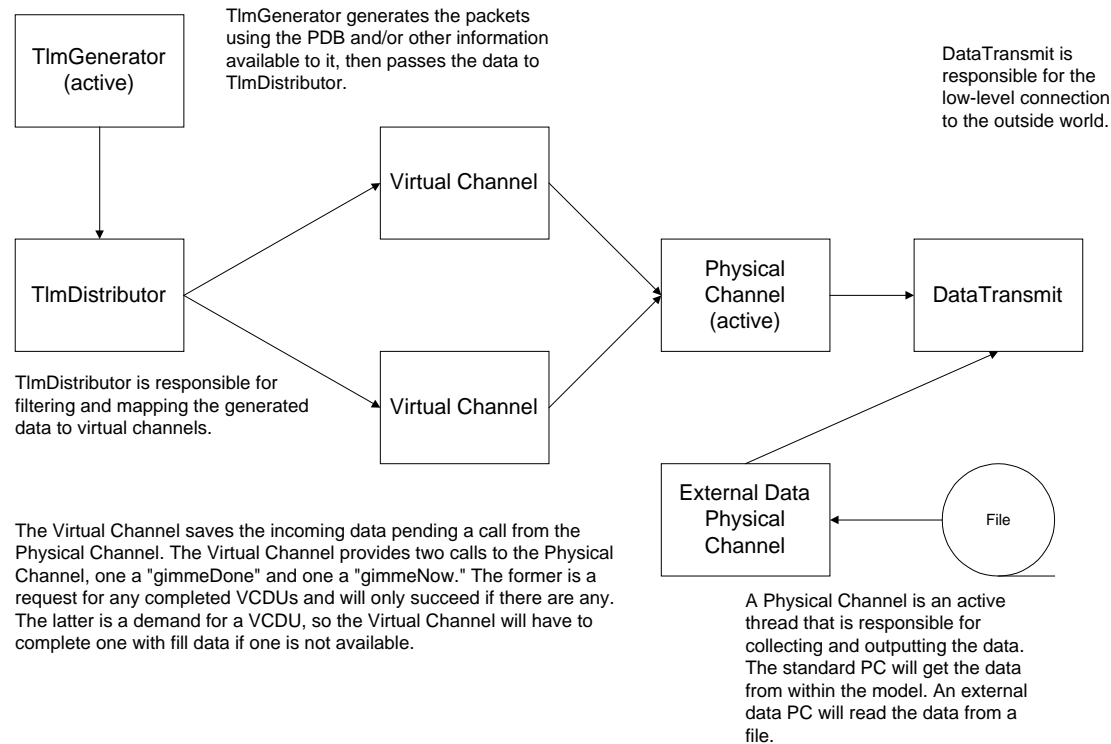 TlmGenerator
(active)
TlmGenerator generates the packets
using the PDB and/or other information
available to it, then passes the data to
TlmDistributor.
DataTransmit is
responsible for the
low-level connection
to the outside world.
Virtual Channel
TlmDistributor
Physical
Channel
(active)
DataTransmit
TlmDistributor is responsible for
filtering and mapping the generated
data to virtual channels.
Virtual Channel
External Data
Physical
Channel
File
The Virtual Channel saves the incoming data pending a call from the
Physical Channel. The Virtual Channel provides two calls to the Physical
Channel, one a "gimmeDone" and one a "gimmeNow." The former is a
request for any completed VCDUs and will only succeed if there are any.
The latter is a demand for a VCDU, so the Virtual Channel will have to
complete one with fill data if one is not available.
A Physical Channel is an active
thread that is responsible for
collecting and outputting the data.
The standard PC will get the data
from within the model. An external
data PC will read the data from a
file.